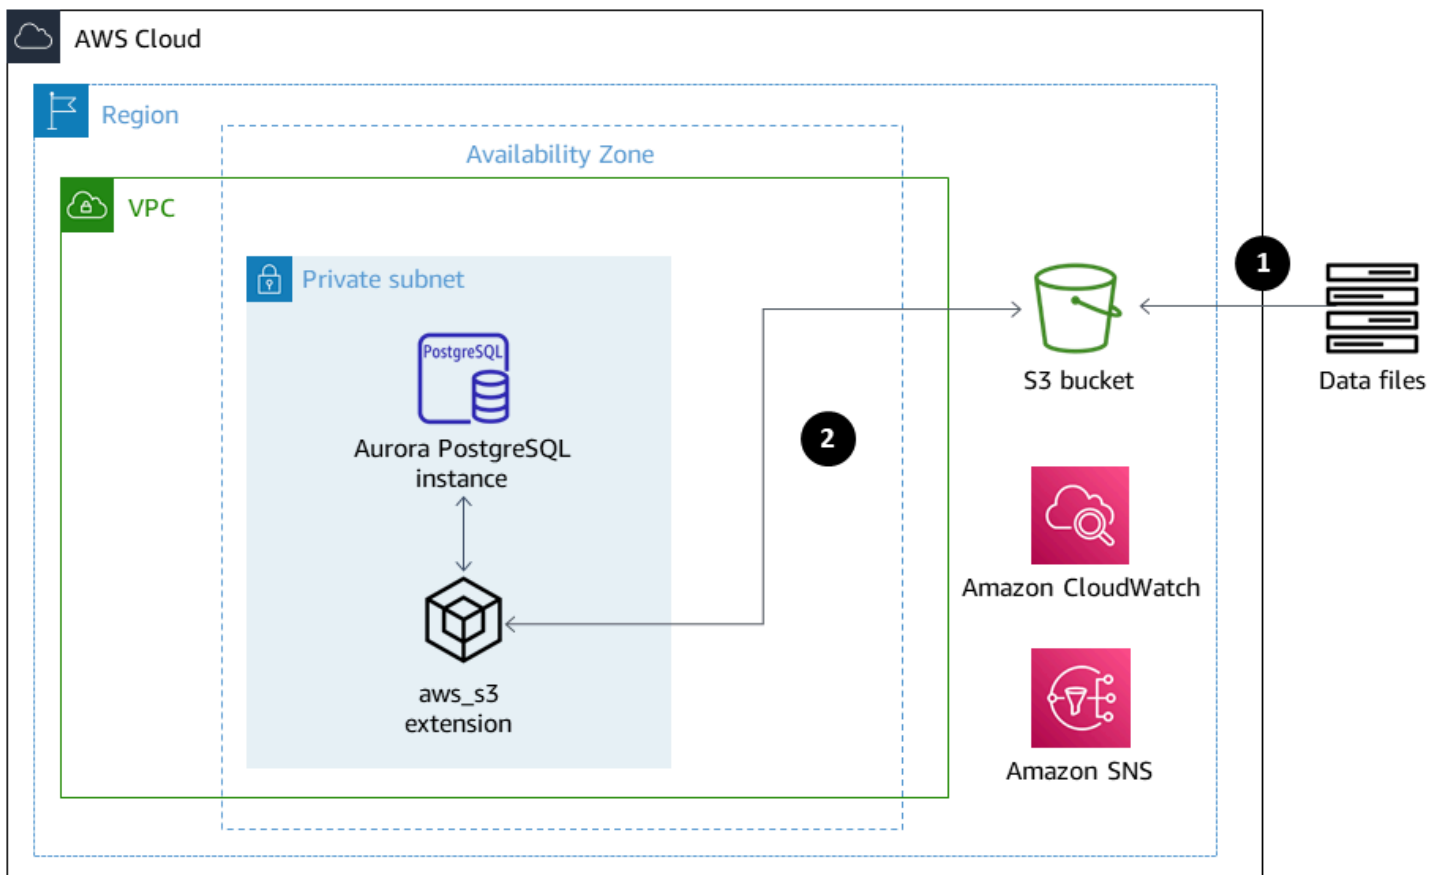 AWS Cloud
Region
Availability Zone
VPC
Private subnet
1
PostgreSQL
S3 bucket
Data files
2
Aurora PostgreSQL
instance
Amazon CloudWatch
aws_s3
extension
Amazon SNS